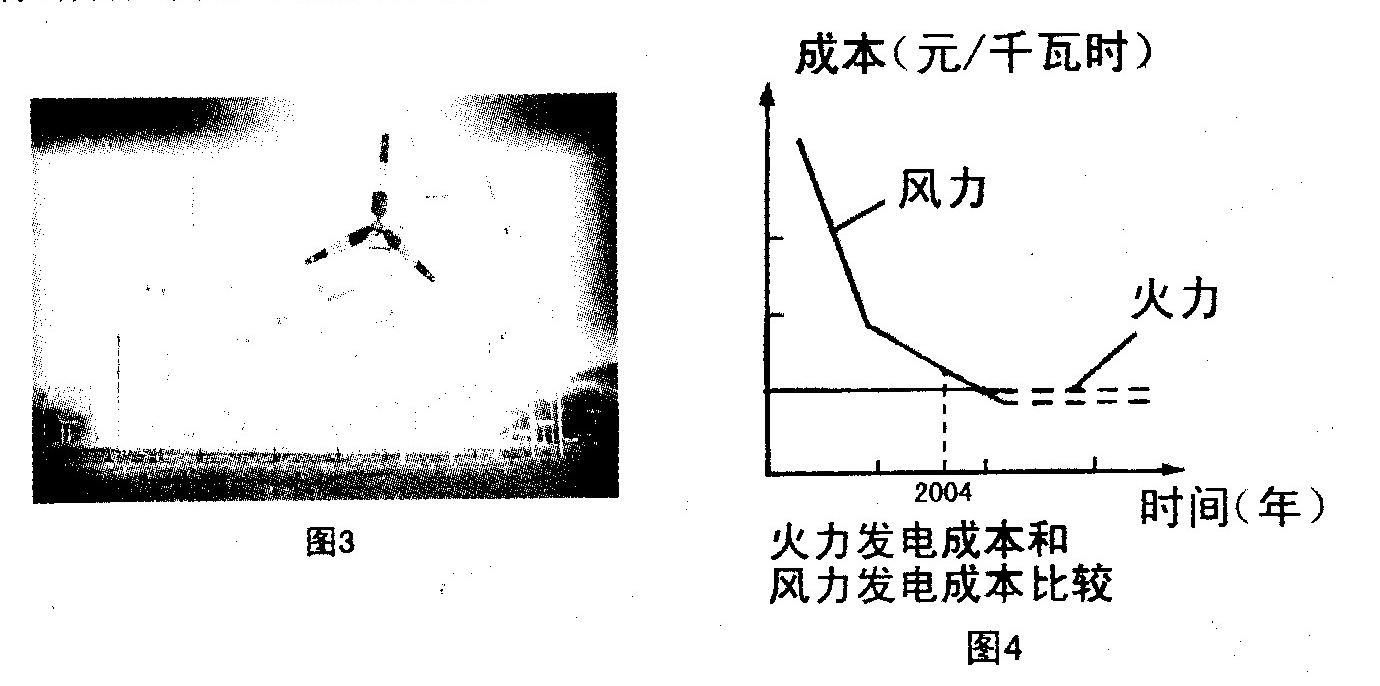 成本(元/千瓦时)
风力
火力
2004
时间(年)
火力发电成本和
风力发电成本比较
图3
图4